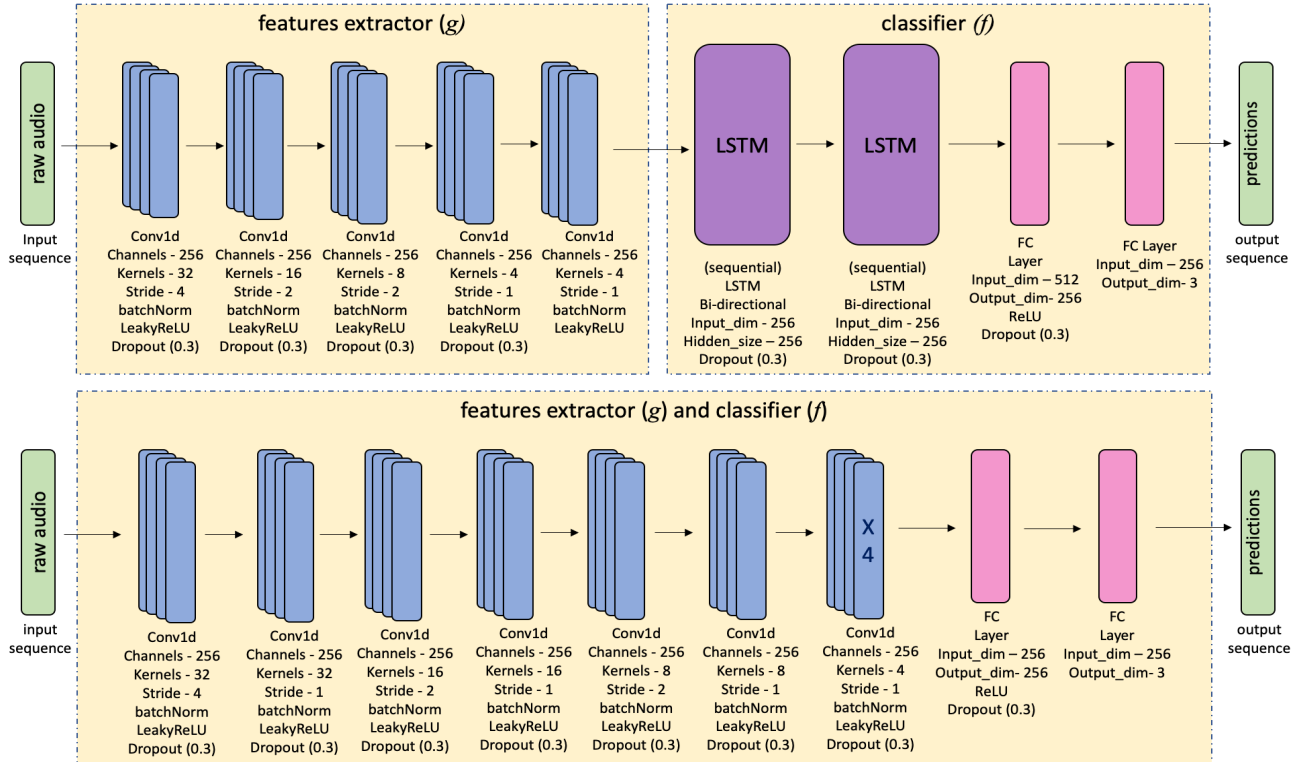 features extractor (g)
classifier (f)
raw audio
Input
sequence
Conv1d
Channels - 256
Kernels - 32
Stride - 4
batchNorm
LeakyReLU
Dropout (0.3)
Conv1d
Channels - 256
Kernels - 16
Stride - 2
batchNorm
LeakyReLU
Dropout (0.3)
Conv1d
Channels - 256
Kernels - 8
Stride - 2
batchNorm
LeakyReLU
Dropout (0.3)
Conv1d
Channels - 256
Kernels - 4
Stride - 1
batchNorm
LeakyReLU
Dropout (0.3)
Conv1d
Channels - 256
Kernels - 4
Stride - 1
batchNorm
LeakyReLU
LSTM
(sequential)
LSTM
Bi-directional
Input_dim - 256
Hidden_size – 256
Dropout (0.3)
LSTM
(sequential)
LSTM
Bi-directional
Input_dim - 256
Hidden_size – 256
Dropout (0.3)
FC
Layer
Input_dim – 512
Output_dim- 256
ReLU
Dropout (0.3)
FC Layer
Input_dim – 256
Output_dim- 3
predictions
output
sequence
features extractor (g) and classifier (f)
raw audio
input
sequence
Conv1d
Channels - 256
Kernels - 32
Stride - 4
batchNorm
LeakyReLU
Dropout (0.3)
Conv1d
Channels - 256
Kernels - 32
Stride - 1
batchNorm
LeakyReLU
Dropout (0.3)
Conv1d
Channels - 256
Kernels - 16
Stride - 2
batchNorm
LeakyReLU
Dropout (0.3)
Conv1d
Channels - 256
Kernels - 16
Stride - 1
batchNorm
LeakyReLU
Dropout (0.3)
Conv1d
Channels - 256
Kernels - 8
Stride - 2
batchNorm
LeakyReLU
Dropout (0.3)
Conv1d
Channels - 256
Kernels - 8
Stride - 1
batchNorm
LeakyReLU
Dropout (0.3)
X
4
Conv1d
Channels - 256
Kernels - 4
Stride - 1
batchNorm
LeakyReLU
Dropout (0.3)
FC
Layer
Input_dim – 256
Output_dim- 256
ReLU
Dropout (0.3)
FC
Layer
Input_dim – 256
Output_dim- 3
predictions
output
sequence